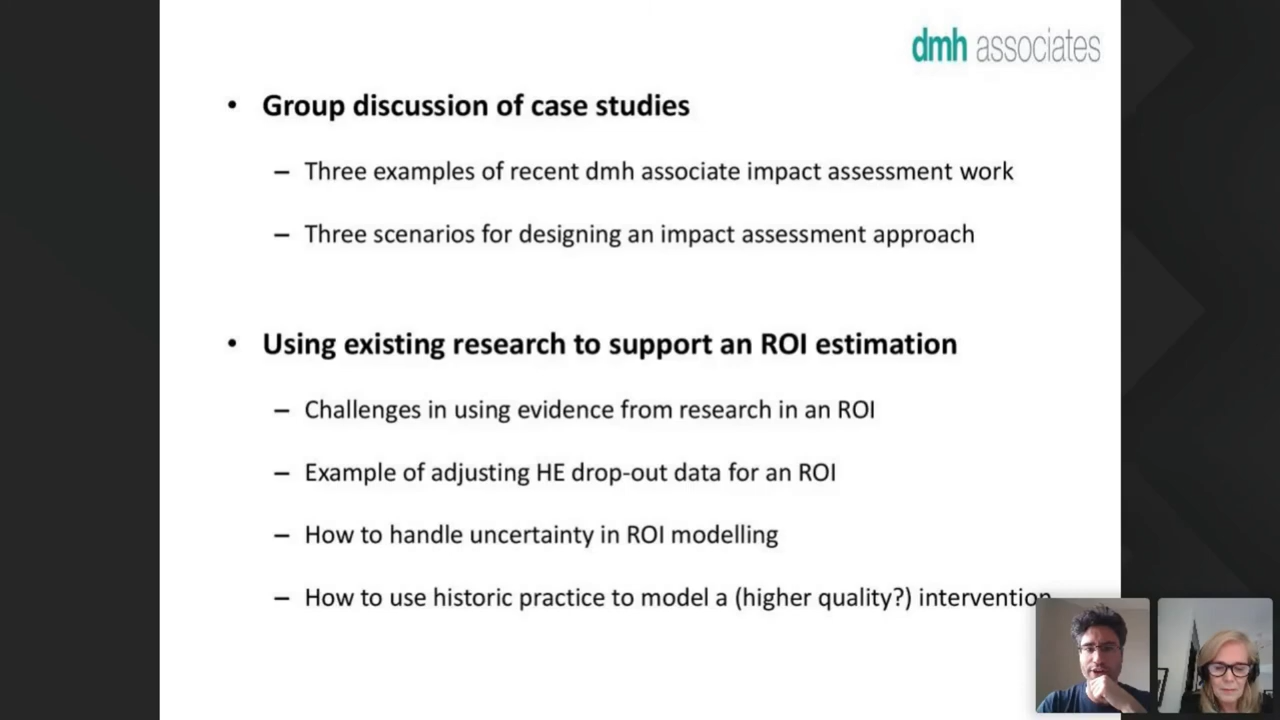 dmh associates
• Group discussion of case studies
– Three examples of recent dmh associate impact assessment work
– Three scenarios for designing an impact assessment approach
• Using existing research to support an ROI estimation
– Challenges in using evidence from research in an ROI
– Example of adjusting HE drop-out data for an ROI
– How to handle uncertainty in ROI modelling
– How to use historic practice to model a (higher quality?) intervention